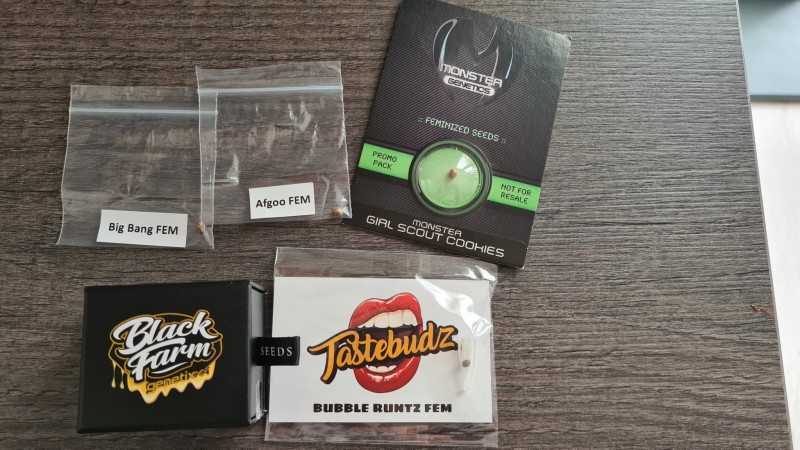 MONSTER
GENETICS
:: FEMINIZED SEEDS ::
PROMO
PACK
NOT FOR
RESALE
MONSTER
GIRL SCOUT COOKIES
Afgoo FEM
Big Bang FEM
Black
Farm
genetics
SEEDS
Tastebudz
BUBBLE RUNTZ FEM